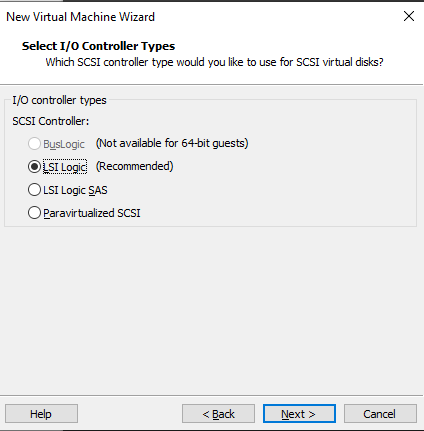 New Virtual Machine Wizard
Select I/O Controller Types
Which SCSI controller type would you like to use for SCSI virtual disks?
I/O controller types
SCSI Controller:
BusLogic (Not available for 64-bit guests)
LSI Logic (Recommended)
LSI Logic SAS
Paravirtualized SCSI
Help < Back Next > Cancel